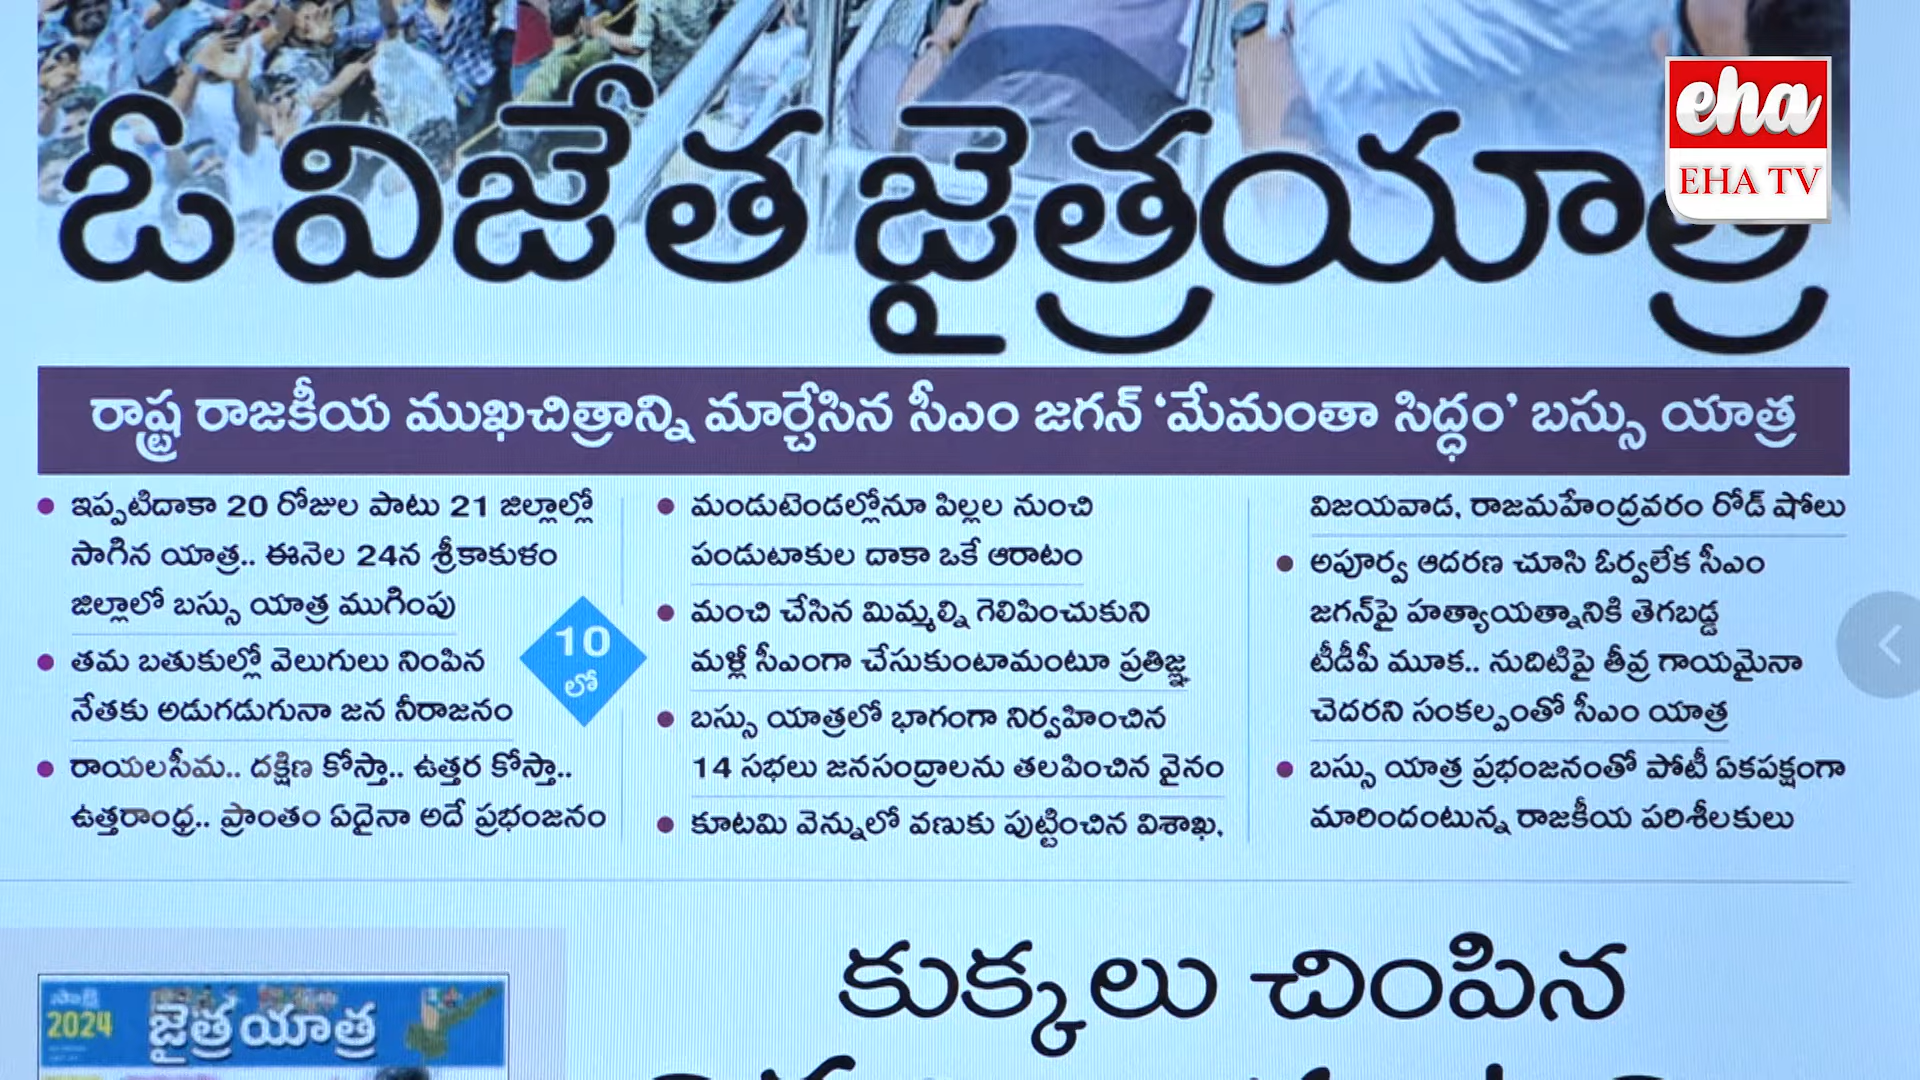 eha
EHA TV
ఓ విజేత జైత్రయాత్ర
రాష్ట్ర రాజకీయ ముఖచిత్రాన్ని మార్చేసిన సీఎం జగన్ ‘మేమంతా సిద్ధం’ బస్సు యాత్ర
• ఇప్పటిదాకా 20 రోజుల పాటు 21 జిల్లాల్లో
సాగిన యాత్ర.. ఈనెల 24న శ్రీకాకుళం
జిల్లాలో బస్సు యాత్ర ముగింపు
• తమ బతుకుల్లో వెలుగులు నింపిన
నేతకు అడుగడుగునా జన నీరాజనం
• రాయలసీమ.. దక్షిణ కోస్తా.. ఉత్తర కోస్తా..
ఉత్తరాంధ్ర.. ప్రాంతం ఏదైనా అదే ప్రభంజనం
10
లో
• మండుటెండల్లోనూ పిల్లల నుంచి
పండుటాకుల దాకా ఒకే ఆరాటం
• మంచి చేసిన మిమ్మల్ని గెలిపించుకుని
మళ్లీ సీఎంగా చేసుకుంటామంటూ ప్రతిజ్ఞ
• బస్సు యాత్రలో భాగంగా నిర్వహించిన
14 సభలు జనసంద్రాలను తలపించిన వైనం
• కూటమి వెన్నులో వణుకు పుట్టించిన విశాఖ,
విజయవాడ, రాజమహేంద్రవరం రోడ్ షోలు
• అపూర్వ ఆదరణ చూసి ఓర్వలేక సీఎం
జగన్‌పై హత్యాయత్నానికి తెగబడ్డ
టీడీపీ మూక.. నుదిటిపై తీవ్ర గాయమైనా
చెదరని సంకల్పంతో సీఎం యాత్ర
• బస్సు యాత్ర ప్రభంజనంతో పోటీ ఏకపక్షంగా
మారిందంటున్న రాజకీయ పరిశీలకులు
కుక్కలు చింపిన
సాక్షి
2024
జైత్రయాత్ర